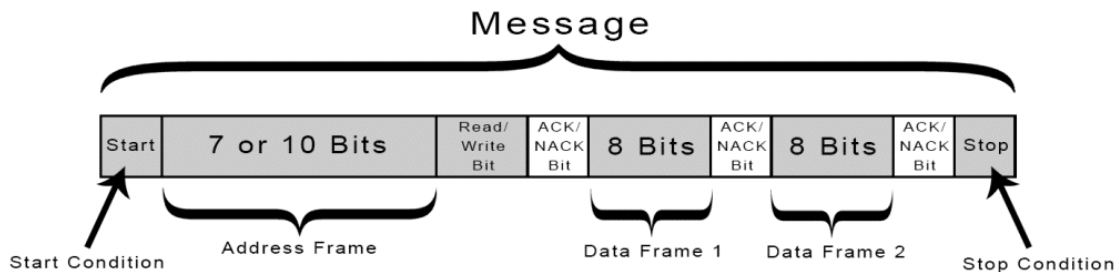 Message
Start
7 or 10 Bits
Read/
Write
Bit
ACK/
NACK
Bit
8 Bits
ACK/
NACK
Bit
8 Bits
ACK/
NACK
Bit
Stop
Start Condition
Address Frame
Data Frame 1
Data Frame 2
Stop Condition